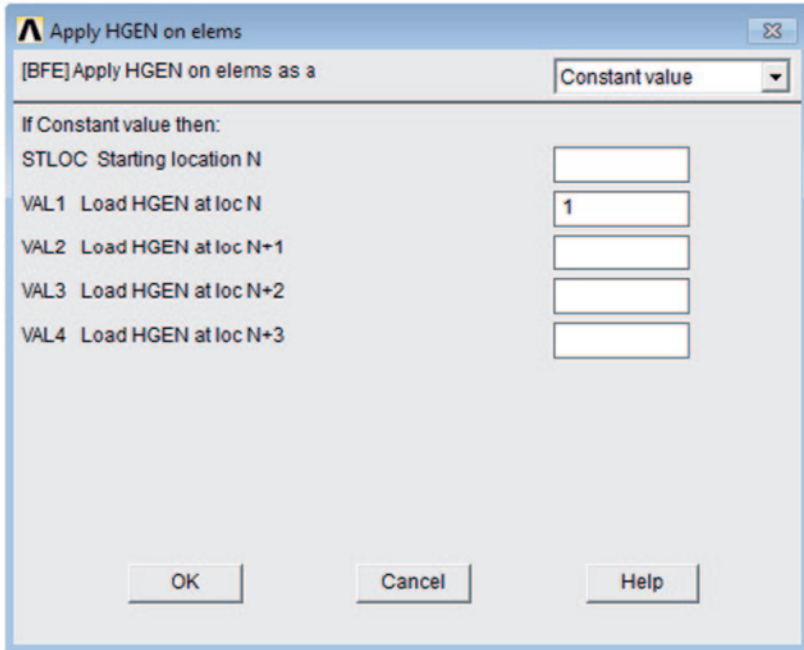 Apply HGEN on elems
[BFE] Apply HGEN on elems as a Constant value
If Constant value then:
STLOC Starting location N
VAL1 Load HGEN at loc N 1
VAL2 Load HGEN at loc N+1
VAL3 Load HGEN at loc N+2
VAL4 Load HGEN at loc N+3
OK Cancel Help